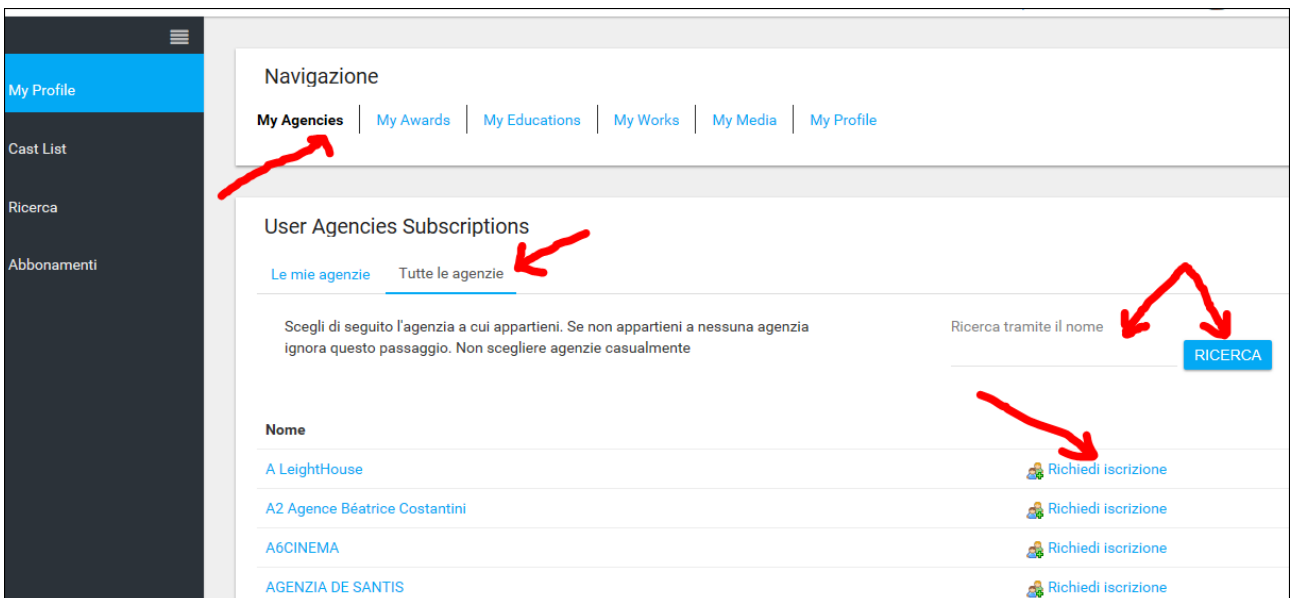 My Profile
Cast List
Ricerca
Abbonamenti
Navigazione
My Agencies My Awards My Educations My Works My Media My Profile
User Agencies Subscriptions
Le mie agenzie Tutte le agenzie
Scegli di seguito l'agenzia a cui appartieni. Se non appartieni a nessuna agenzia
ignora questo passaggio. Non scegliere agenzie casualmente
Ricerca tramite il nome
RICERCA
Nome
A LeightHouse Richiedi iscrizione
A2 Agence Béatrice Costantini Richiedi iscrizione
A6CINEMA Richiedi iscrizione
AGENZIA DE SANTIS Richiedi iscrizione